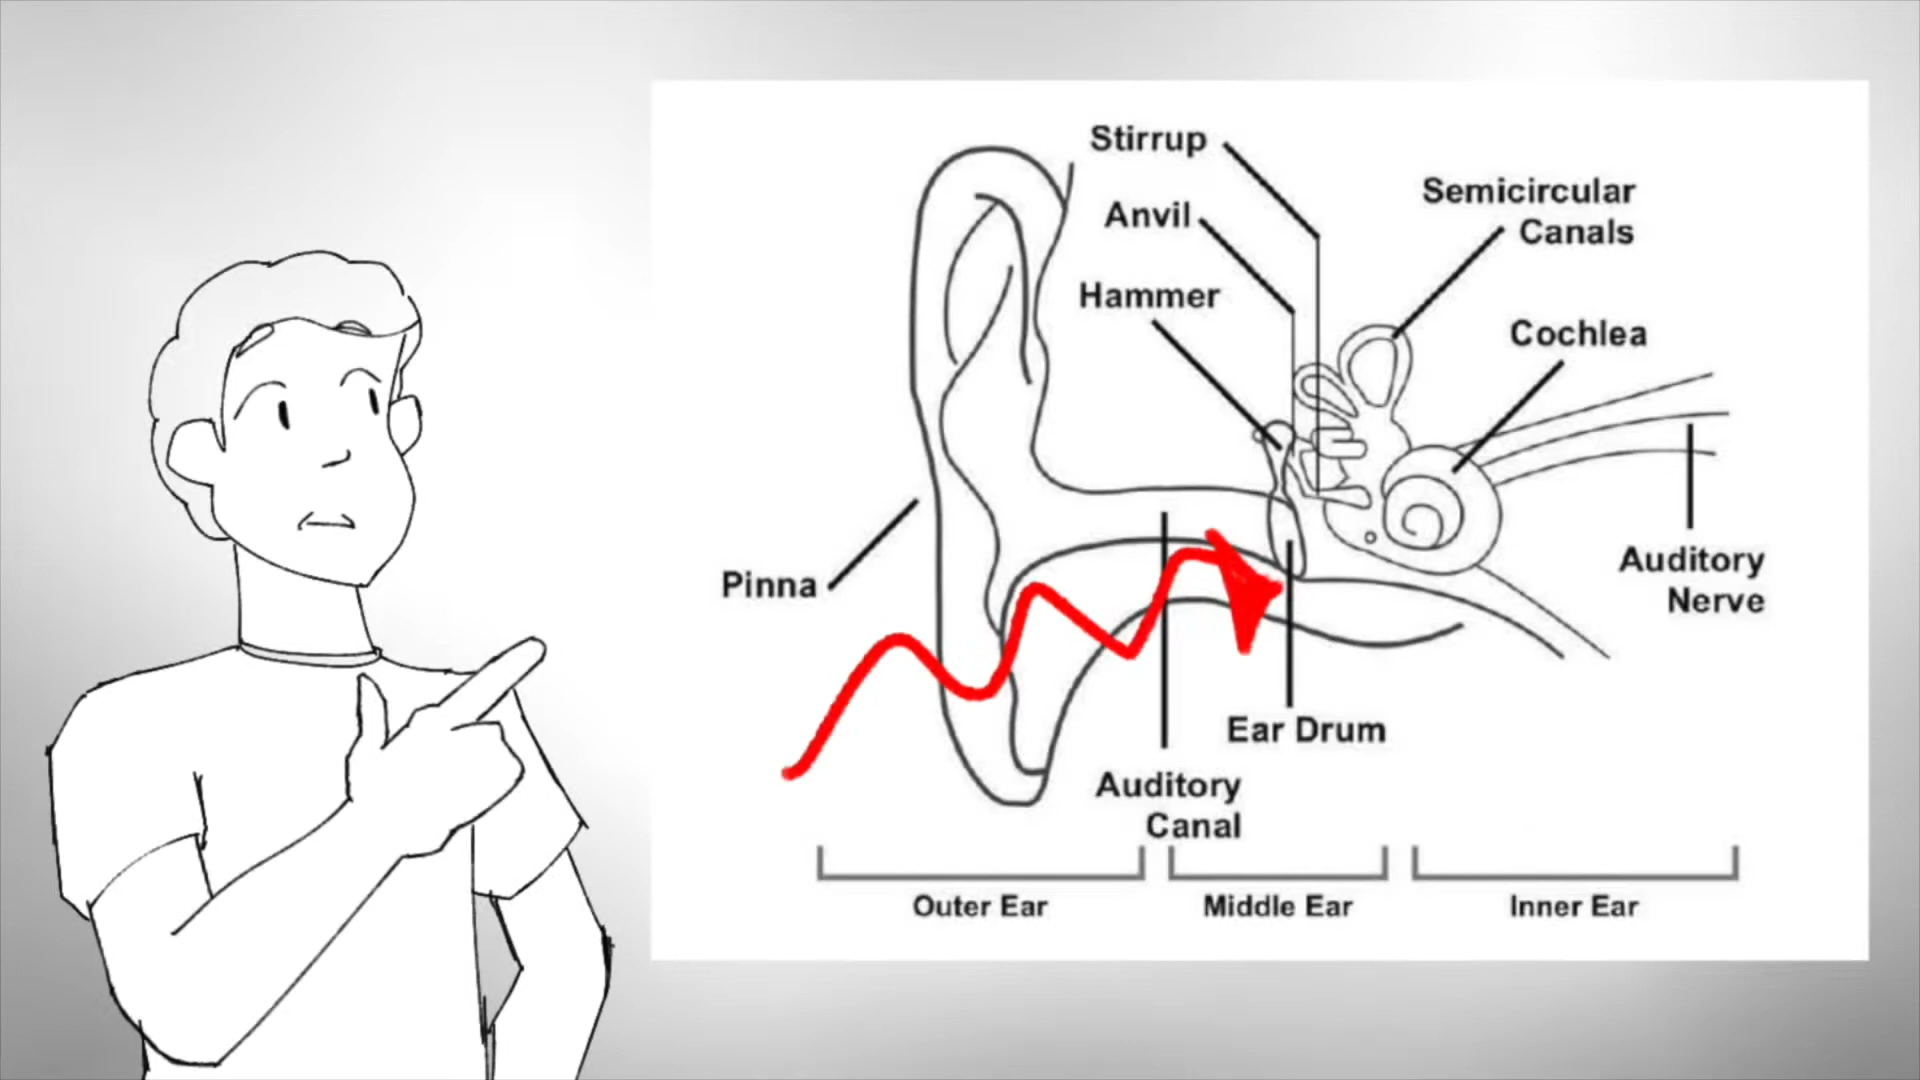 Stirrup
Anvil
Hammer
Semicircular
Canals
Cochlea
Pinna
Auditory
Nerve
Ear Drum
Auditory
Canal
Outer Ear
Middle Ear
Inner Ear